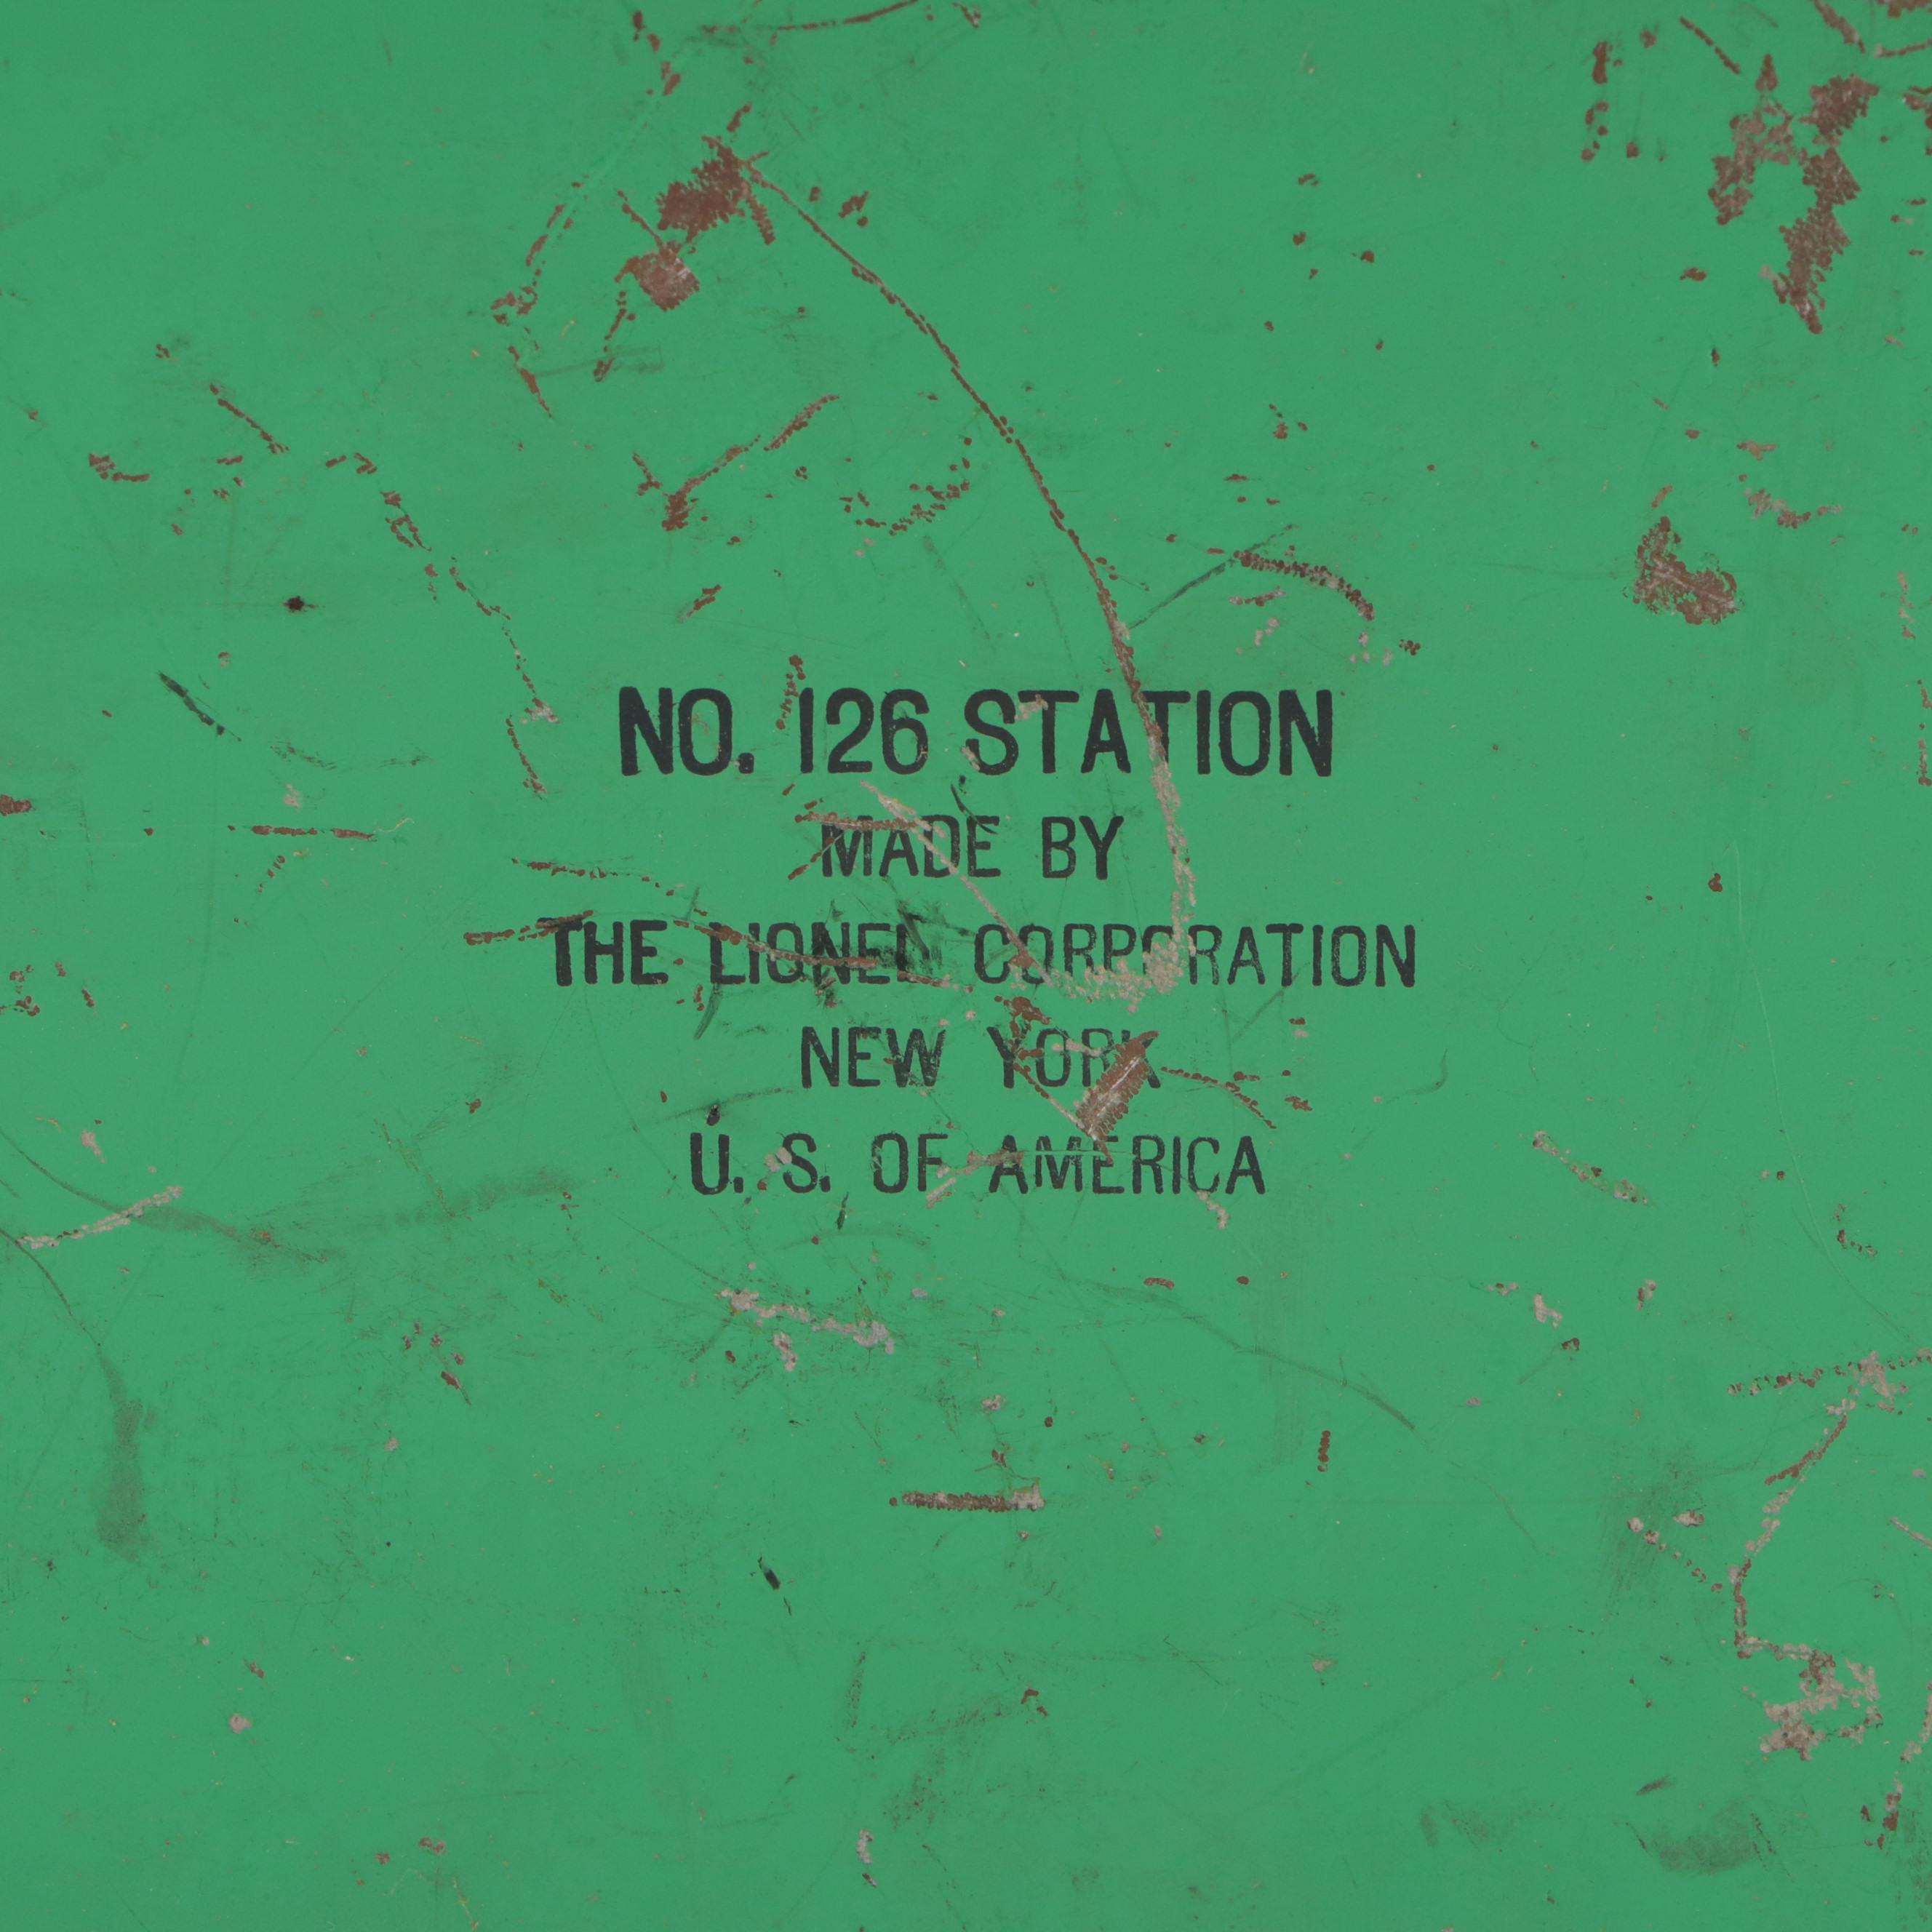 NO. 126 STATION
MADE BY
THE LIONEL CORPORATION
NEW YORK
U. S. OF AMERICA